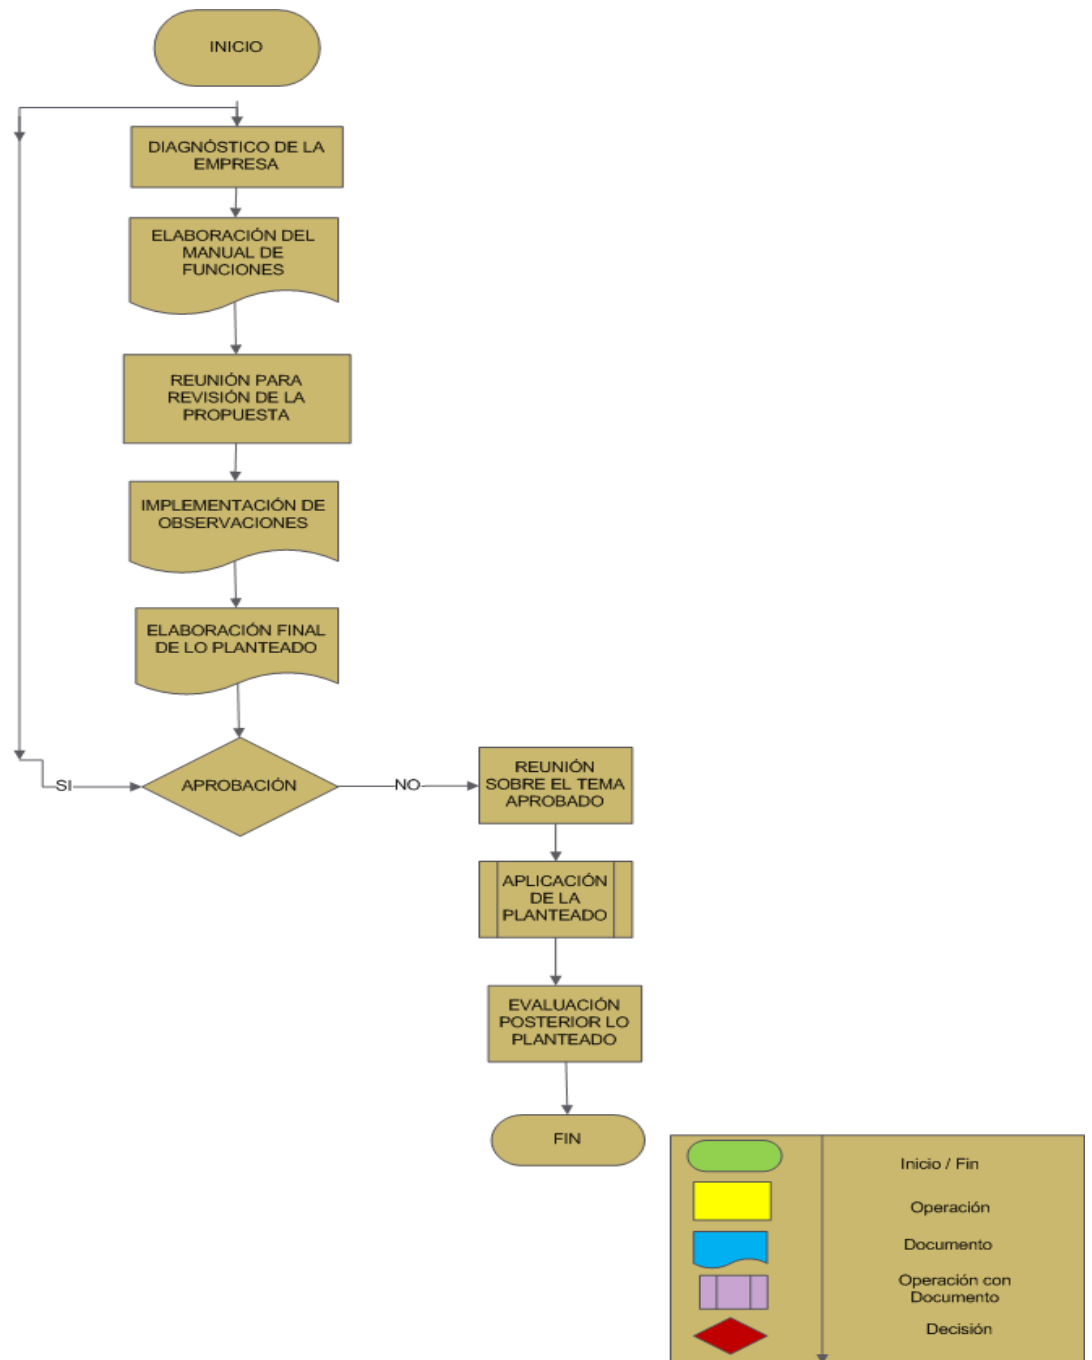 INICIO
DIAGNÓSTICO DE LA
EMPRESA
ELABORACIÓN DEL
MANUAL DE
FUNCIONES
REUNIÓN PARA
REVISIÓN DE LA
PROPUESTA
IMPLEMENTACIÓN DE
OBSERVACIONES
ELABORACIÓN FINAL
DE LO PLANTEADO
SI
APROBACIÓN
NO
REUNIÓN
SOBRE EL TEMA
APROBADO
APLICACIÓN
DE LA
PLANTEADO
EVALUACIÓN
POSTERIOR LO
PLANTEADO
FIN
Inicio / Fin
Operación
Documento
Operación con
Documento
Decisión